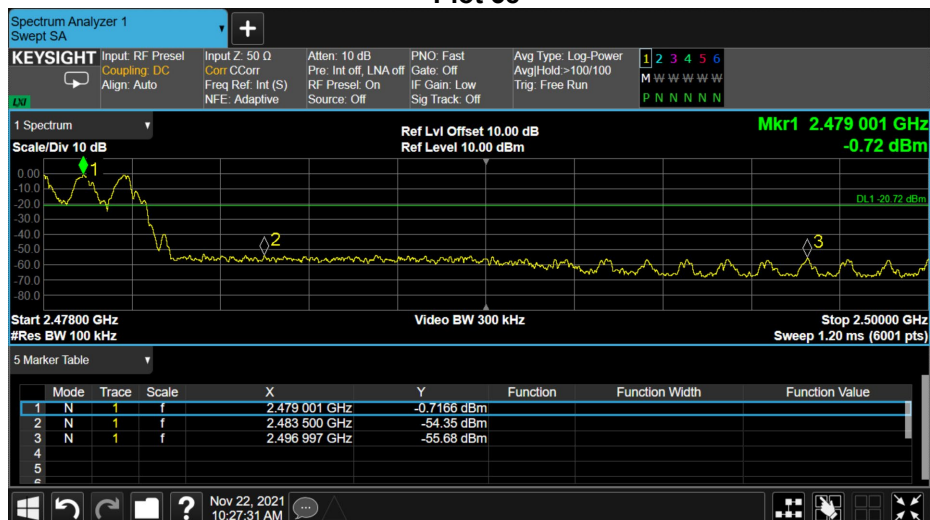 Spectrum Analyzer 1
Swept SA
+
KEYSIGHT
LXI
Input: RF Presel
Coupling: DC
Align: Auto
Input Z: 50 Ω
Corr CCorr
Freq Ref: Int (S)
NFE: Adaptive
Atten: 10 dB
Pre: Int off, LNA off
RF Presel: On
Source: Off
PNO: Fast
Gate: Off
IF Gain: Low
Sig Track: Off
Avg Type: Log-Power
Avg|Hold:>100/100
Trig: Free Run
1 2 3 4 5 6
M W W W W W
P N N N N N
1 Spectrum
Scale/Div 10 dB
Ref Lvl Offset 10.00 dB
Ref Level 10.00 dBm
Mkr1 2.479 001 GHz
-0.72 dBm
0.00
-10.0
-20.0
-30.0
-40.0
-50.0
-60.0
-70.0
-80.0
1
2
3
DL1 -20.72 dBm
Start 2.47800 GHz
#Res BW 100 kHz
Video BW 300 kHz
Stop 2.50000 GHz
Sweep 1.20 ms (6001 pts)
5 Marker Table
Mode Trace Scale X Y Function Function Width Function Value
1 N 1 f 2.479 001 GHz -0.7166 dBm
2 N 1 f 2.483 500 GHz -54.35 dBm
3 N 1 f 2.496 997 GHz -55.68 dBm
4
5
?
Nov 22, 2021
10:27:31 AM